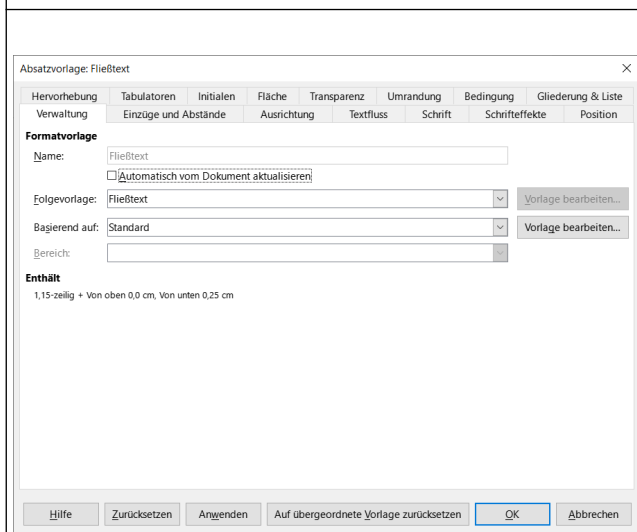 Absatzvorlage: Fließtext
Hervorhebung Tabulatoren Initialen Fläche Transparenz Umrandung Bedingung Gliederung & Liste
Verwaltung Einzüge und Abstände Ausrichtung Textfluss Schrift Schrifteffekte Position
Formatvorlage
Name: Fließtext
Automatisch vom Dokument aktualisieren
Folgevorlage: Fließtext Vorlage bearbeiten...
Basierend auf: Standard Vorlage bearbeiten...
Bereich:
Enthält
1,15-zeilig + Von oben 0,0 cm, Von unten 0,25 cm
Hilfe Zurücksetzen Anwenden Auf übergeordnete Vorlage zurücksetzen OK Abbrechen